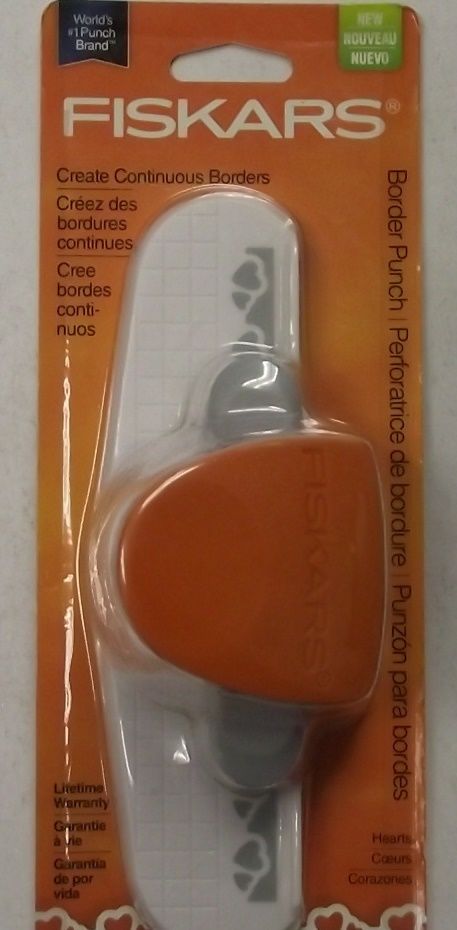 World's
#1 Punch
Brand™
NEW
NOUVEAU
NUEVO
FISKARS®
Create Continuous Borders
Créez des
bordures
continues
Cree
bordes
conti-
nuos
Border Punch | Perforatrice de bordure | Punzón para bordes
FISKARS®
Lifetime
Warranty
Garantie
à vie
Garantía
de por
vida
Hearts
Cœurs
Corazones